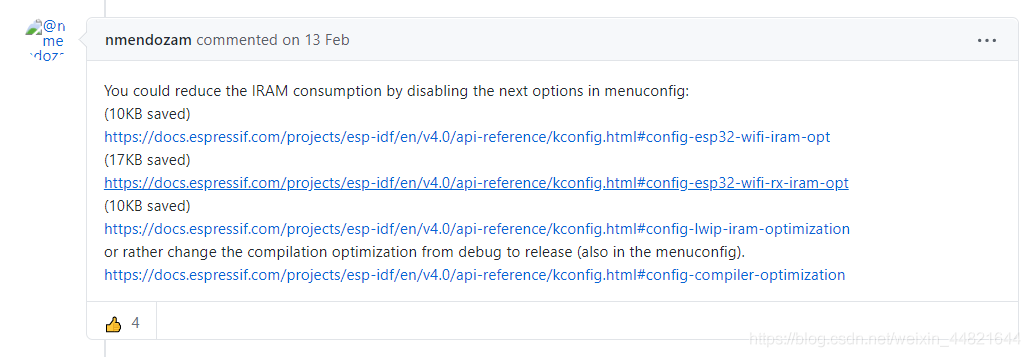 @n
me
ndoza
nmendozam commented on 13 Feb
You could reduce the IRAM consumption by disabling the next options in menuconfig:
(10KB saved)
https://docs.espressif.com/projects/esp-idf/en/v4.0/api-reference/kconfig.html#config-esp32-wifi-iram-opt
(17KB saved)
https://docs.espressif.com/projects/esp-idf/en/v4.0/api-reference/kconfig.html#config-esp32-wifi-rx-iram-opt
(10KB saved)
https://docs.espressif.com/projects/esp-idf/en/v4.0/api-reference/kconfig.html#config-lwip-iram-optimization
or rather change the compilation optimization from debug to release (also in the menuconfig).
https://docs.espressif.com/projects/esp-idf/en/v4.0/api-reference/kconfig.html#config-compiler-optimization
👍 4
https://blog.csdn.net/weixin_44821644